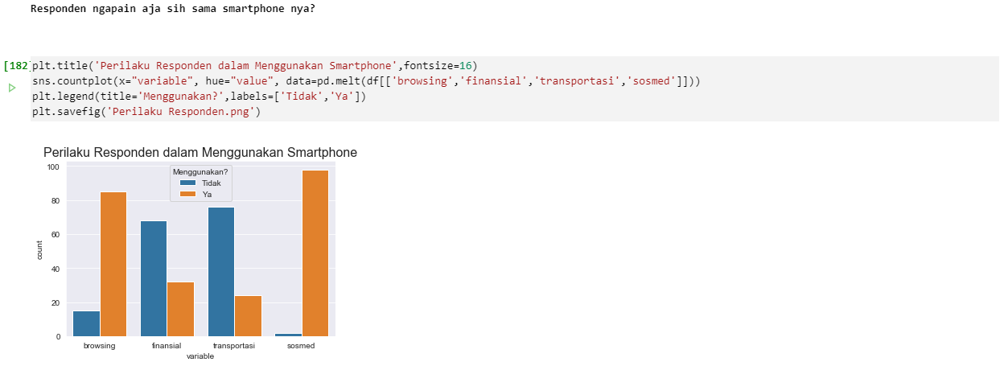 Responden ngapain aja sih sama smartphone nya?
[182]
plt.title('Perilaku Responden dalam Menggunakan Smartphone',fontsize=16)
sns.countplot(x="variable", hue="value", data=pd.melt(df[['browsing','finansial','transportasi','sosmed']]))
plt.legend(title='Menggunakan?',labels=['Tidak','Ya'])
plt.savefig('Perilaku Responden.png')
Perilaku Responden dalam Menggunakan Smartphone
Menggunakan?
Tidak
Ya
100
80
60
40
20
0
count
browsing finansial transportasi sosmed
variable